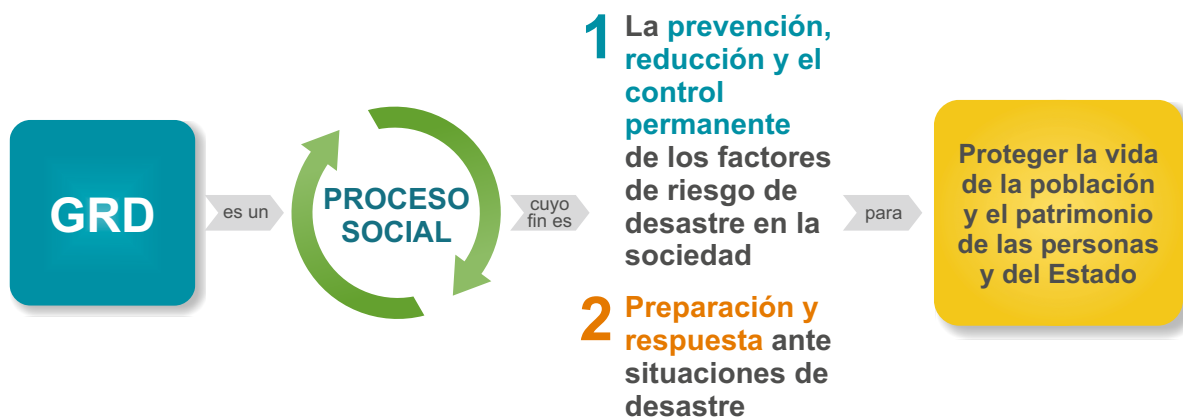 GRD
es un
PROCESO
SOCIAL
cuyo
fin es
1 La prevención,
reducción y el
control
permanente
de los factores
de riesgo de
desastre en la
sociedad
2 Preparación y
respuesta ante
situaciones de
desastre
para
Proteger la vida
de la población
y el patrimonio
de las personas
y del Estado